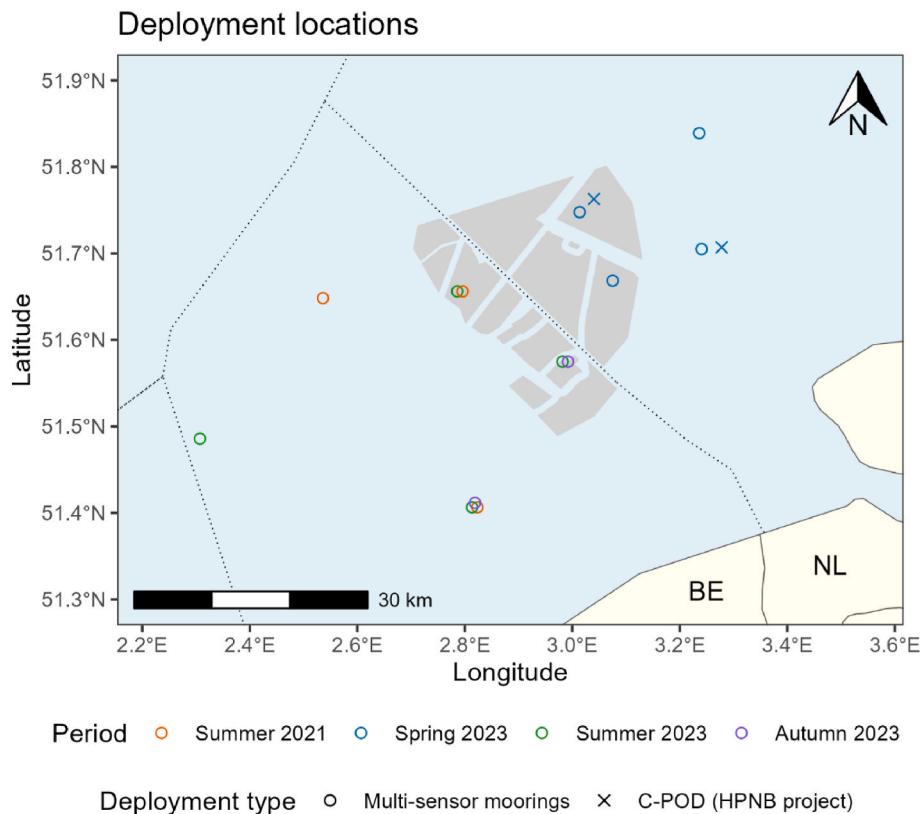 Deployment locations
51.9°N
51.8°N
51.7°N
51.6°N
51.5°N
51.4°N
51.3°N
Latitude
N
BE
NL
30 km
2.2°E 2.4°E 2.6°E 2.8°E 3.0°E 3.2°E 3.4°E 3.6°E
Longitude
Period Summer 2021 Spring 2023 Summer 2023 Autumn 2023
Deployment type Multi-sensor moorings C-POD (HPNB project)